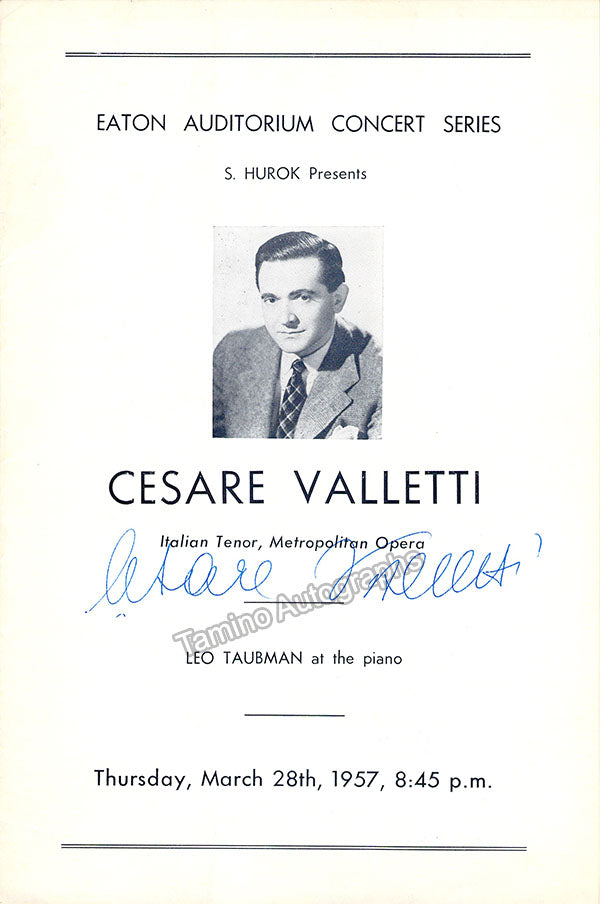 EATON AUDITORIUM CONCERT SERIES
S. HUROK Presents
CESARE VALLETTI
Italian Tenor, Metropolitan Opera
Cesare Valletti
Tamino Autographs
LEO TAUBMAN at the piano
Thursday, March 28th, 1957, 8:45 p.m.